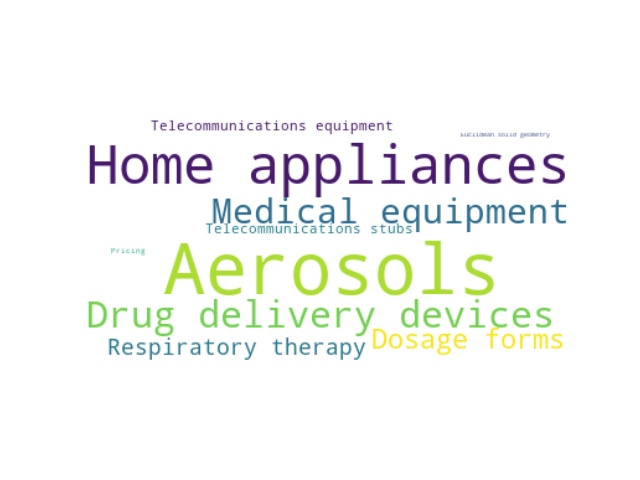 Telecommunications equipment
Euclidean solid geometry
Home appliances
Medical equipment
Telecommunications stubs
Pricing
Aerosols
Drug delivery devices
Dosage forms
Respiratory therapy